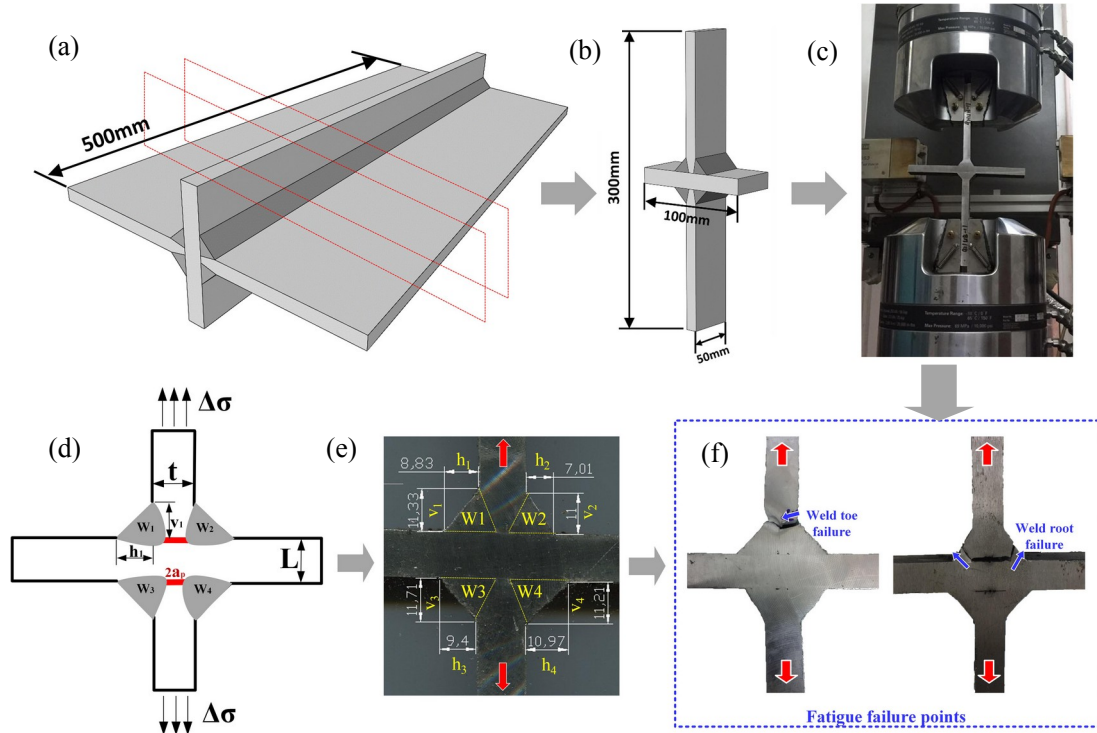 (a)
500mm
(b)
300mm
100mm
50mm
(c)
(d)
Δσ
t
W₁
v₁
W₂
h₁
2aₚ
L
W₃
W₄
Δσ
(e)
8,83
h₁
h₂
7,01
v₁
11,33
W1
W2
11
v₂
W3
W4
11,71
v₃
v₄
11,21
9,4
h₃
h₄
10,97
(f)
Weld toe
failure
Weld root
failure
Fatigue failure points